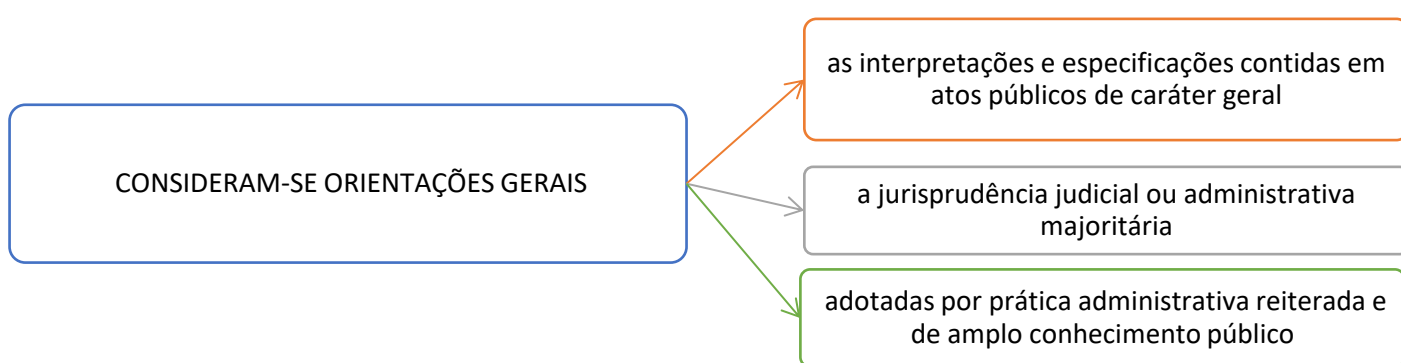 CONSIDERAM-SE ORIENTAÇÕES GERAIS
as interpretações e especificações contidas em
atos públicos de caráter geral
a jurisprudência judicial ou administrativa
majoritária
adotadas por prática administrativa reiterada e
de amplo conhecimento público